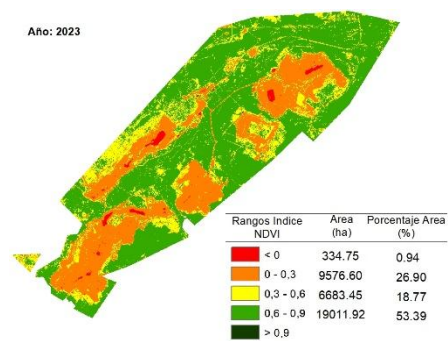 Año: 2023
Rangos Indice NDVI Area (ha) Porcentaje Area (%)
< 0 334.75 0.94
0 - 0,3 9576.60 26.90
0,3 - 0,6 6683.45 18.77
0,6 - 0,9 19011.92 53.39
> 0,9